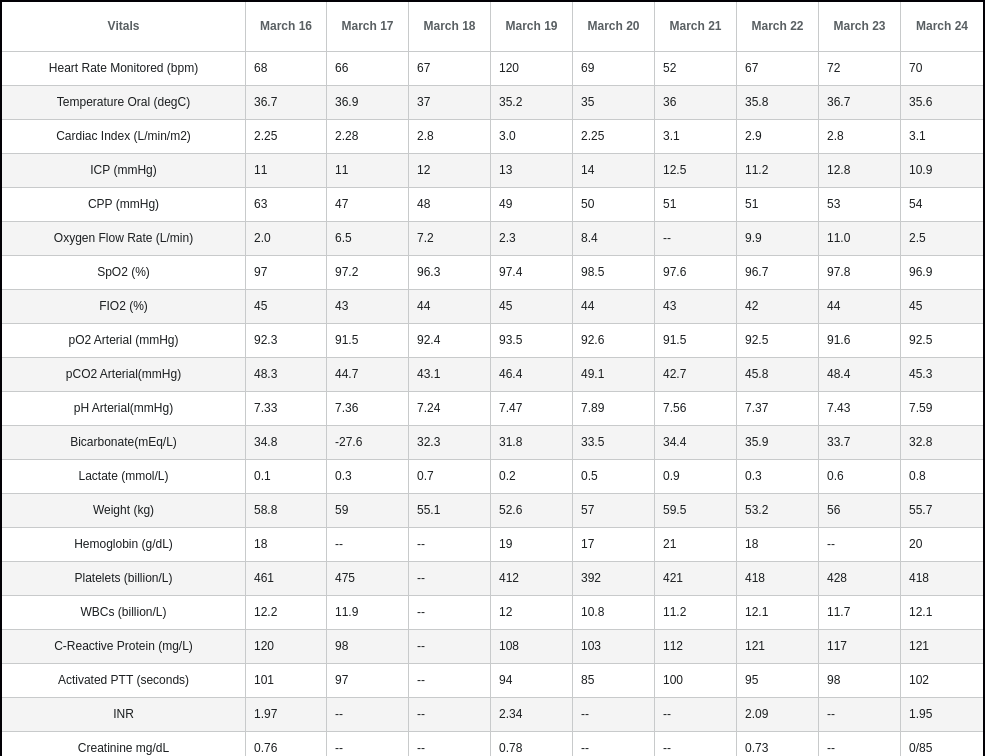 Vitals March 16 March 17 March 18 March 19 March 20 March 21 March 22 March 23 March 24
Heart Rate Monitored (bpm) 68 66 67 120 69 52 67 72 70
Temperature Oral (degC) 36.7 36.9 37 35.2 35 36 35.8 36.7 35.6
Cardiac Index (L/min/m2) 2.25 2.28 2.8 3.0 2.25 3.1 2.9 2.8 3.1
ICP (mmHg) 11 11 12 13 14 12.5 11.2 12.8 10.9
CPP (mmHg) 63 47 48 49 50 51 51 53 54
Oxygen Flow Rate (L/min) 2.0 6.5 7.2 2.3 8.4 -- 9.9 11.0 2.5
SpO2 (%) 97 97.2 96.3 97.4 98.5 97.6 96.7 97.8 96.9
FIO2 (%) 45 43 44 45 44 43 42 44 45
pO2 Arterial (mmHg) 92.3 91.5 92.4 93.5 92.6 91.5 92.5 91.6 92.5
pCO2 Arterial(mmHg) 48.3 44.7 43.1 46.4 49.1 42.7 45.8 48.4 45.3
pH Arterial(mmHg) 7.33 7.36 7.24 7.47 7.89 7.56 7.37 7.43 7.59
Bicarbonate(mEq/L) 34.8 -27.6 32.3 31.8 33.5 34.4 35.9 33.7 32.8
Lactate (mmol/L) 0.1 0.3 0.7 0.2 0.5 0.9 0.3 0.6 0.8
Weight (kg) 58.8 59 55.1 52.6 57 59.5 53.2 56 55.7
Hemoglobin (g/dL) 18 -- -- 19 17 21 18 -- 20
Platelets (billion/L) 461 475 -- 412 392 421 418 428 418
WBCs (billion/L) 12.2 11.9 -- 12 10.8 11.2 12.1 11.7 12.1
C-Reactive Protein (mg/L) 120 98 -- 108 103 112 121 117 121
Activated PTT (seconds) 101 97 -- 94 85 100 95 98 102
INR 1.97 -- -- 2.34 -- -- 2.09 -- 1.95
Creatinine mg/dL 0.76 -- -- 0.78 -- -- 0.73 -- 0/85